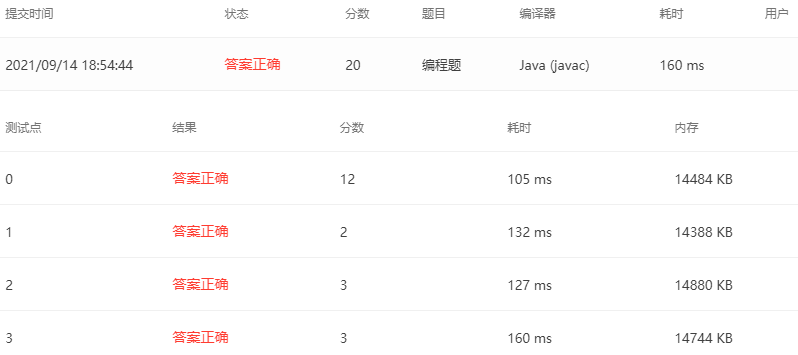 提交时间 状态 分数 题目 编译器 耗时 用户
2021/09/14 18:54:44 答案正确 20 编程题 Java (javac) 160 ms
测试点 结果 分数 耗时 内存
0 答案正确 12 105 ms 14484 KB
1 答案正确 2 132 ms 14388 KB
2 答案正确 3 127 ms 14880 KB
3 答案正确 3 160 ms 14744 KB